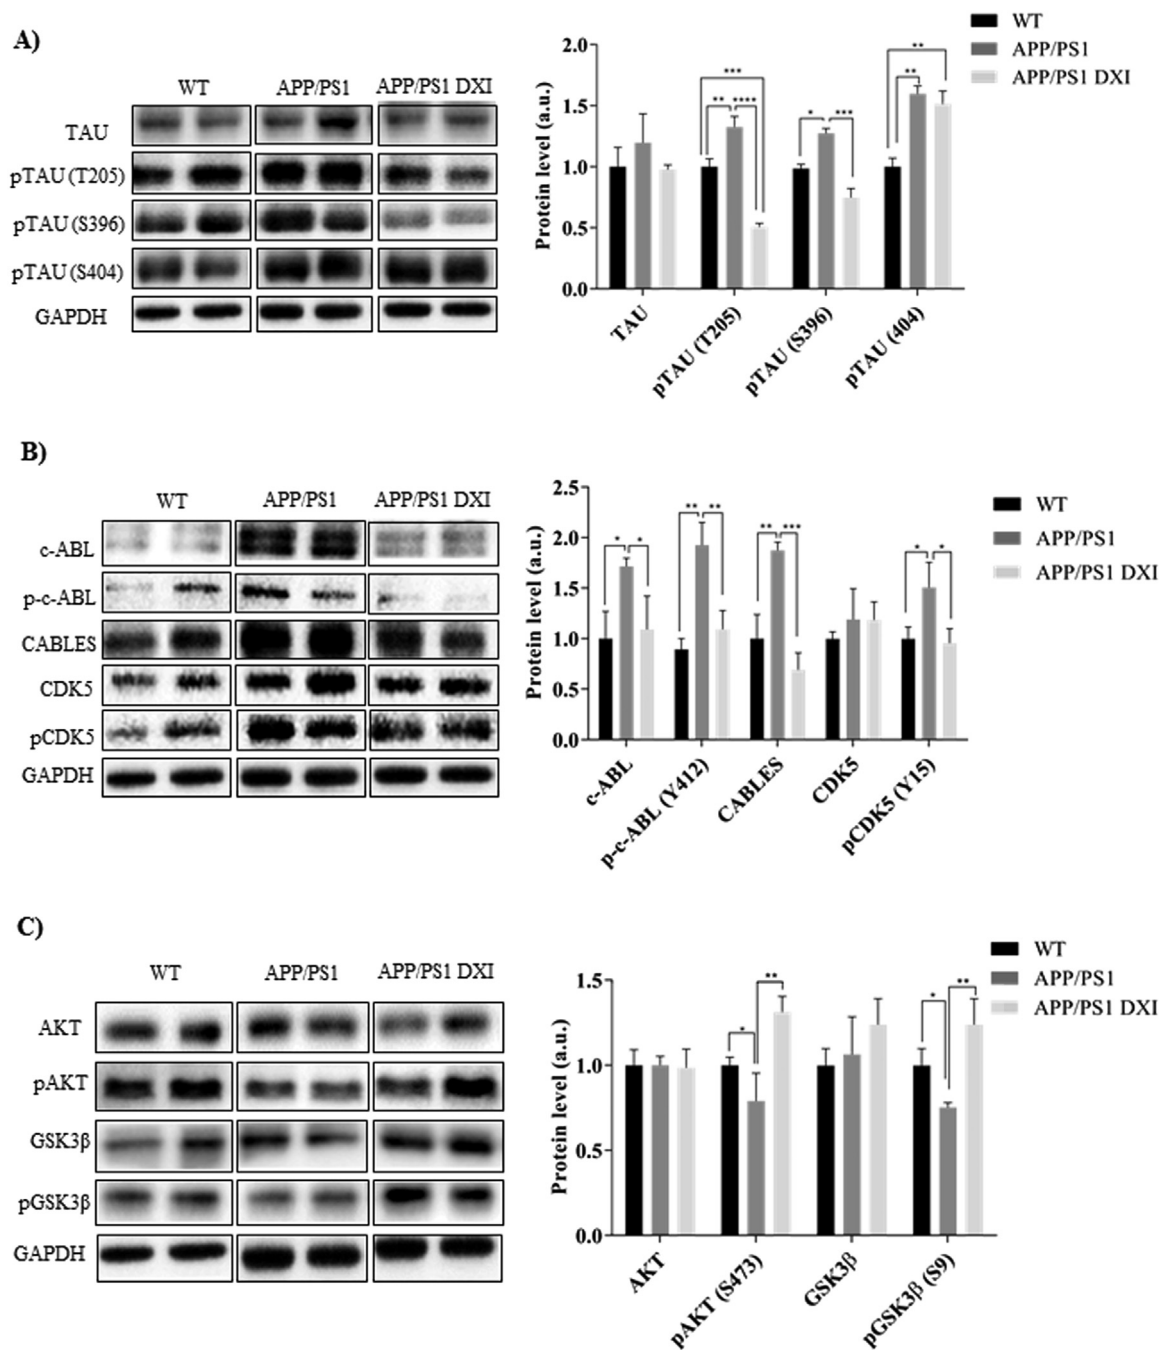 A)
WT APP/PS1 APP/PS1 DXI
TAU
pTAU (T205)
pTAU (S396)
pTAU (S404)
GAPDH
WT
APP/PS1
APP/PS1 DXI
Protein level (a.u.)
2.0
1.5
1.0
0.5
0.0
*** ** **** * *** ** **
TAU pTAU (T205) pTAU (S396) pTAU (404)
B)
WT APP/PS1 APP/PS1 DXI
c-ABL
p-c-ABL
CABLES
CDK5
pCDK5
GAPDH
WT
APP/PS1
APP/PS1 DXI
Protein level (a.u.)
2.5
2.0
1.5
1.0
0.5
0.0
* * ** ** ** *** * *
c-ABL p-c-ABL (Y412) CABLES CDK5 pCDK5 (Y15)
C)
WT APP/PS1 APP/PS1 DXI
AKT
pAKT
GSK3β
pGSK3β
GAPDH
WT
APP/PS1
APP/PS1 DXI
Protein level (a.u.)
1.5
1.0
0.5
0.0
* ** * **
AKT pAKT (S473) GSK3β pGSK3β (S9)